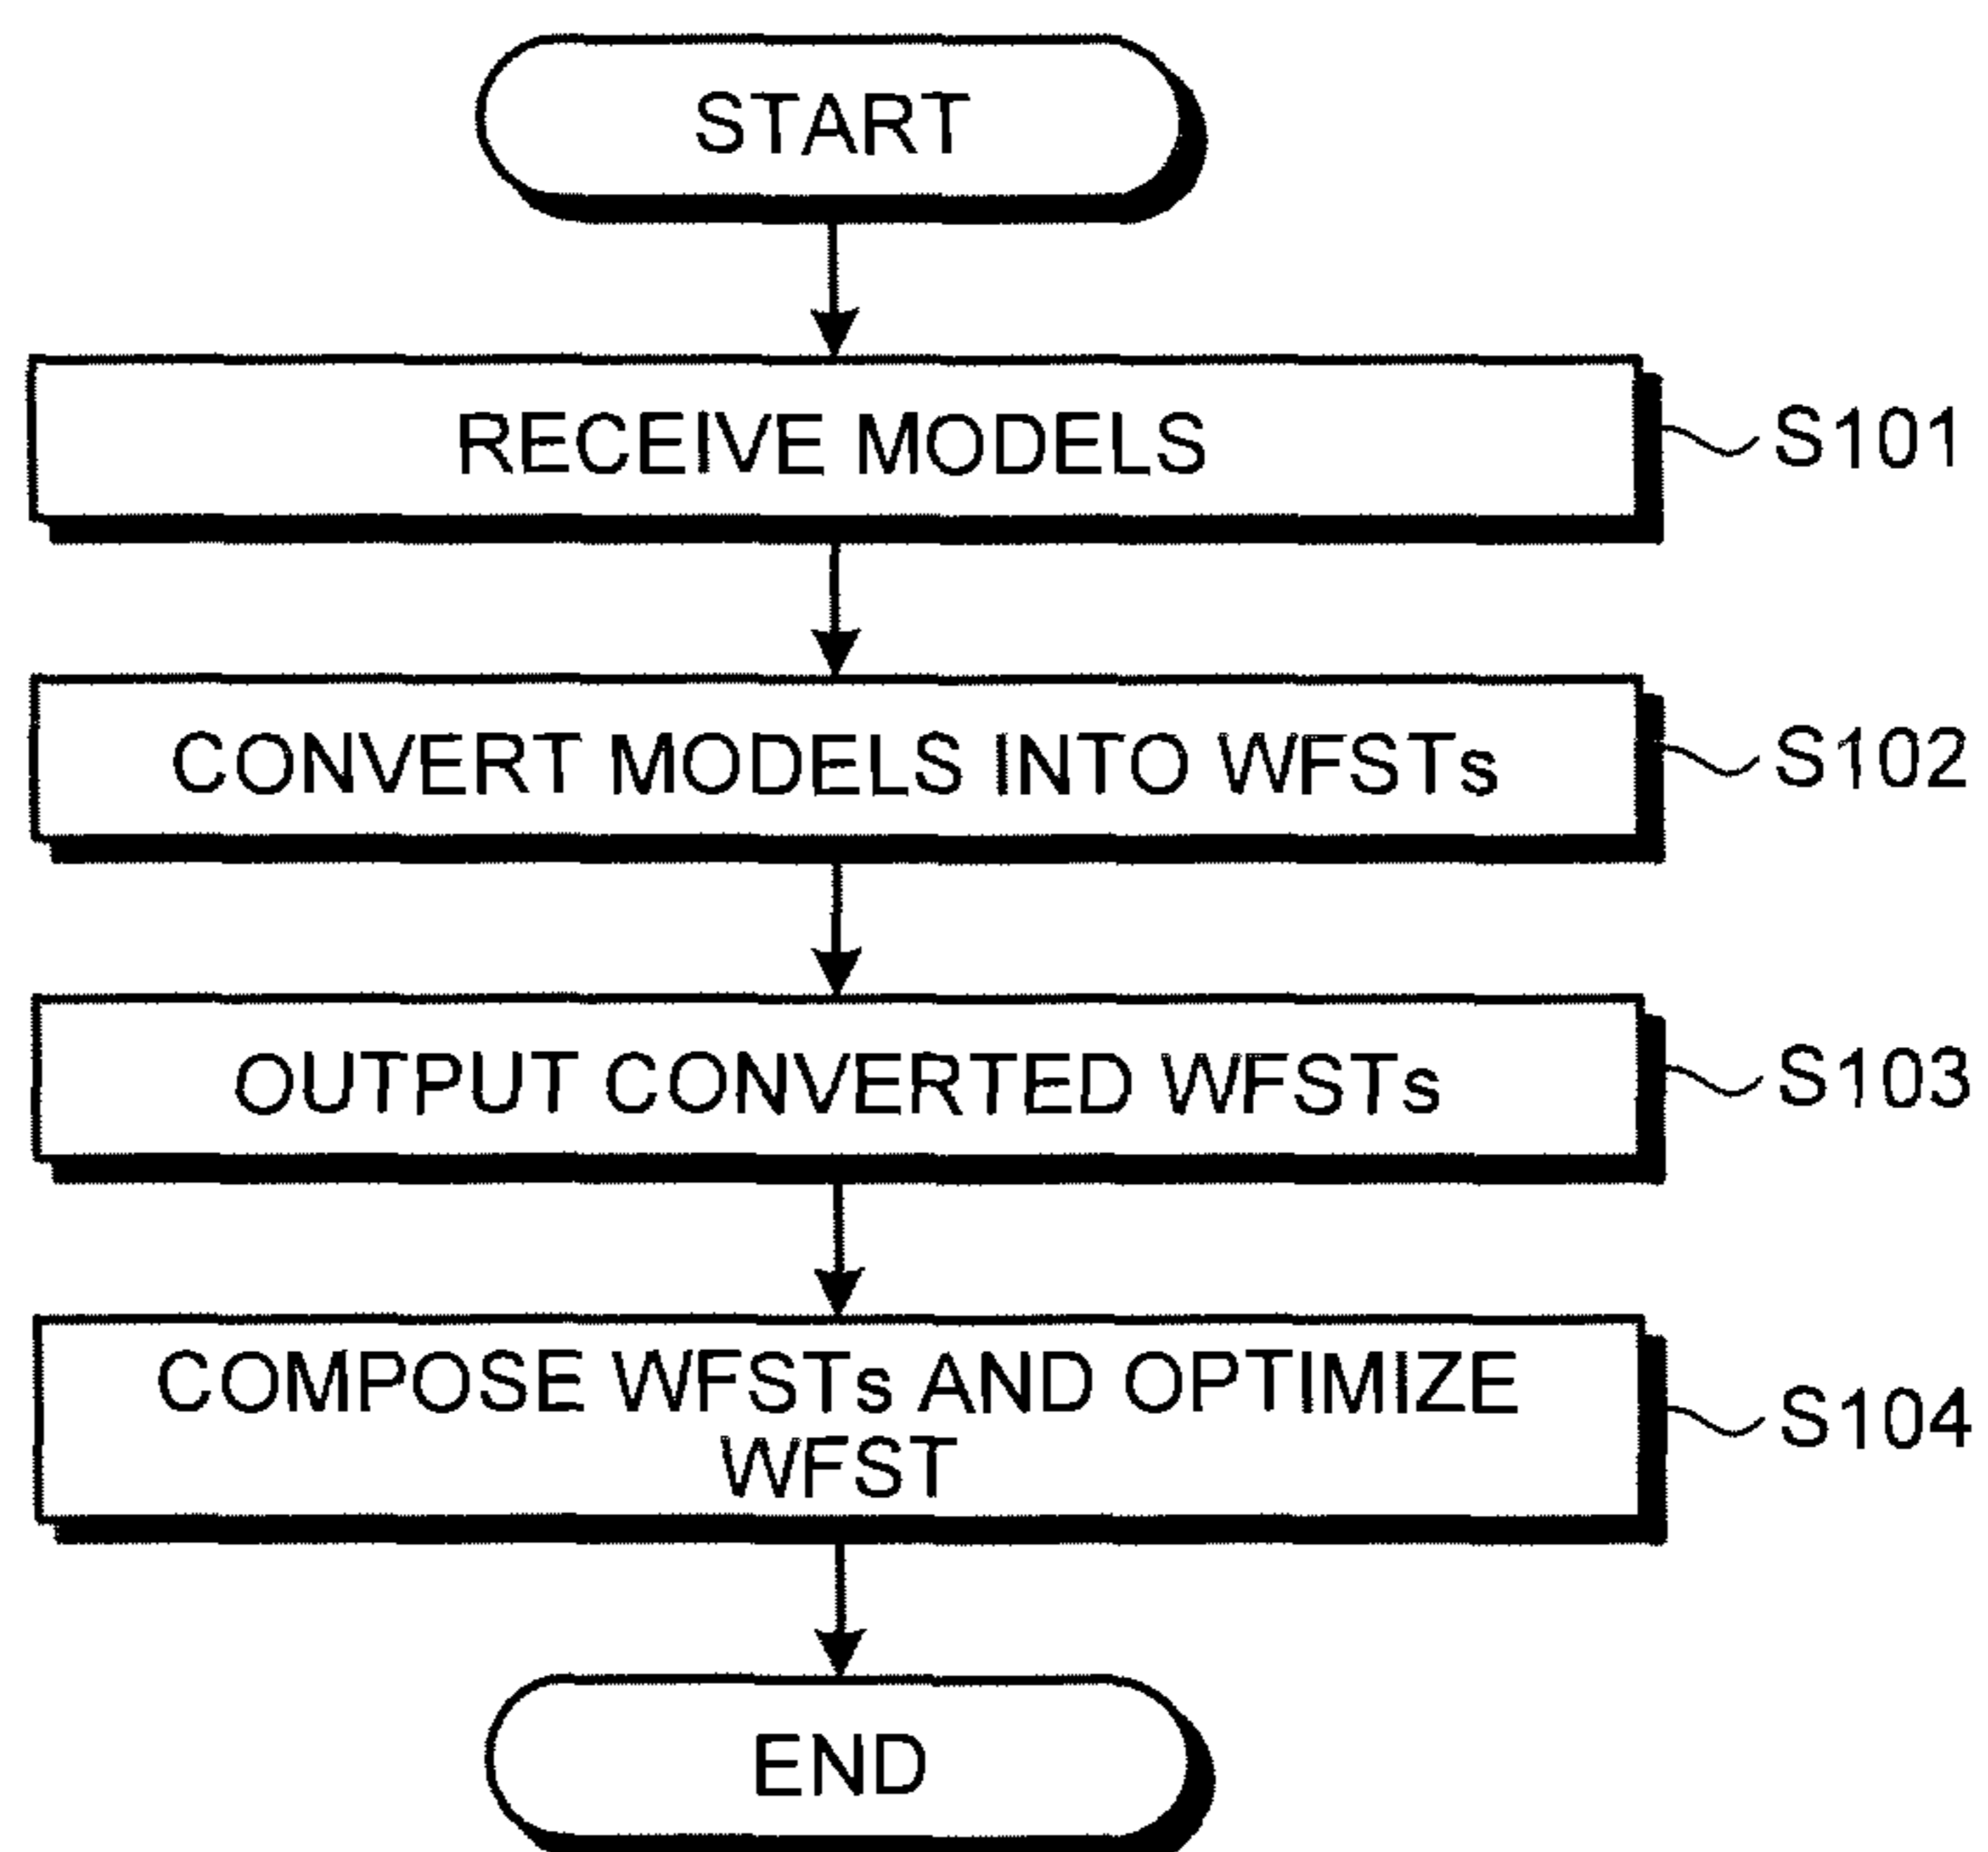 START
RECEIVE MODELS
S101
CONVERT MODELS INTO WFSTs
S102
OUTPUT CONVERTED WFSTs
S103
COMPOSE WFSTs AND OPTIMIZE
WFST
S104
END